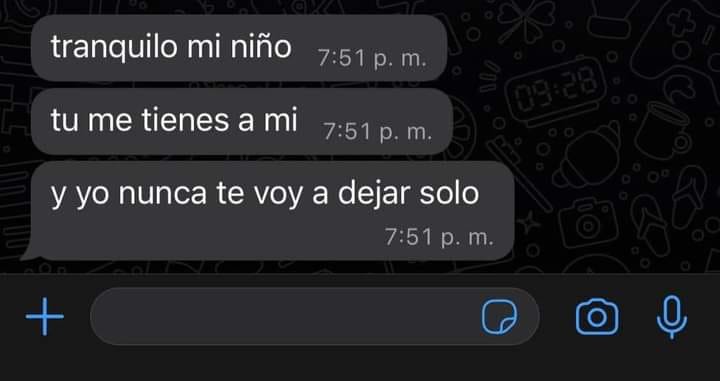 tranquilo mi niño 7:51 p. m.
tu me tienes a mi 7:51 p. m.
y yo nunca te voy a dejar solo
7:51 p. m.
09:28